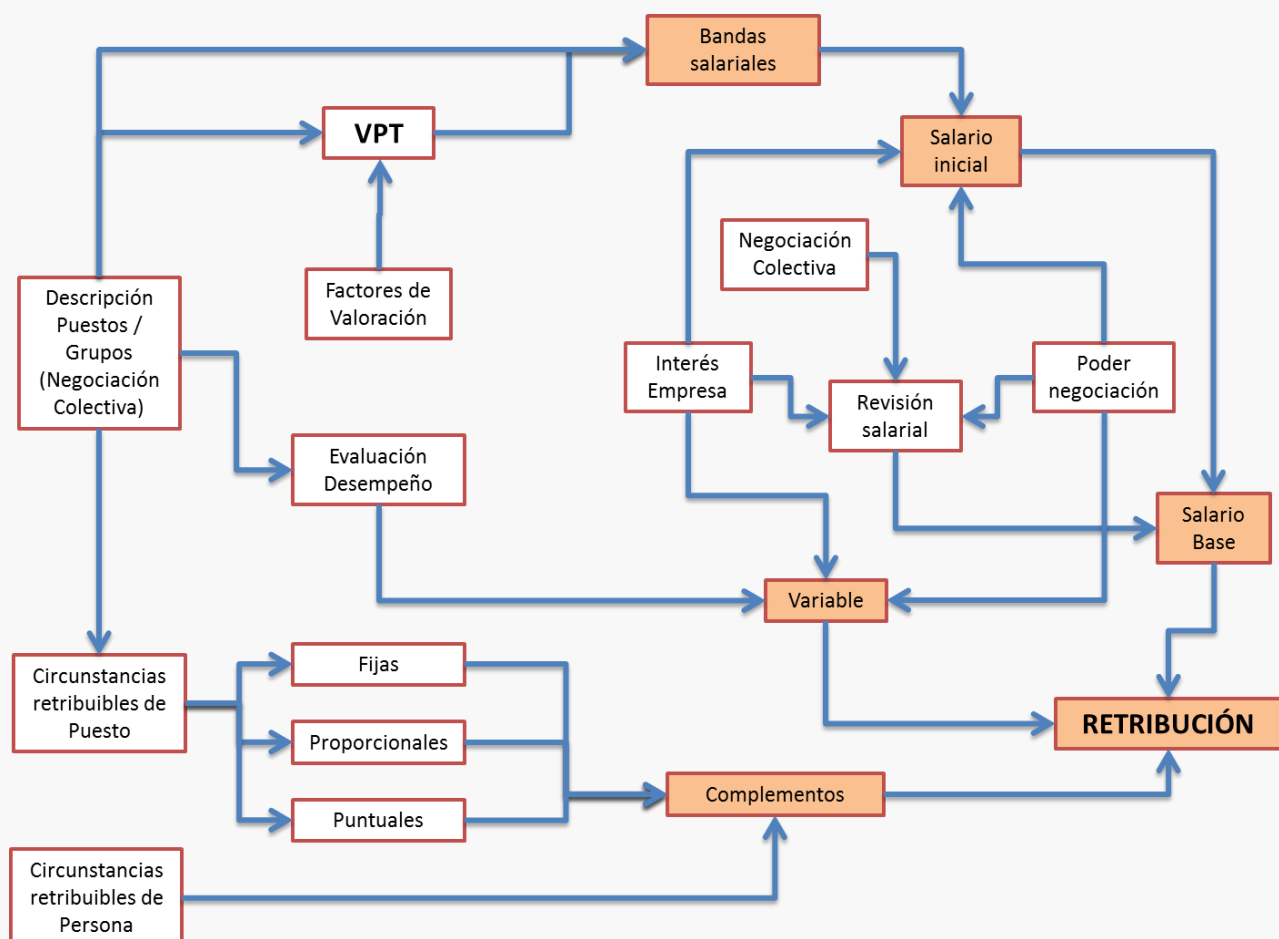 Bandas
salariales
VPT
Salario
inicial
Negociación
Colectiva
Descripción
Puestos /
Grupos
(Negociación
Colectiva)
Factores de
Valoración
Interés
Empresa
Revisión
salarial
Poder
negociación
Evaluación
Desempeño
Salario
Base
Variable
Circunstancias
retribuibles de
Puesto
Fijas
Proporcionales
Puntuales
RETRIBUCIÓN
Complementos
Circunstancias
retribuibles de
Persona